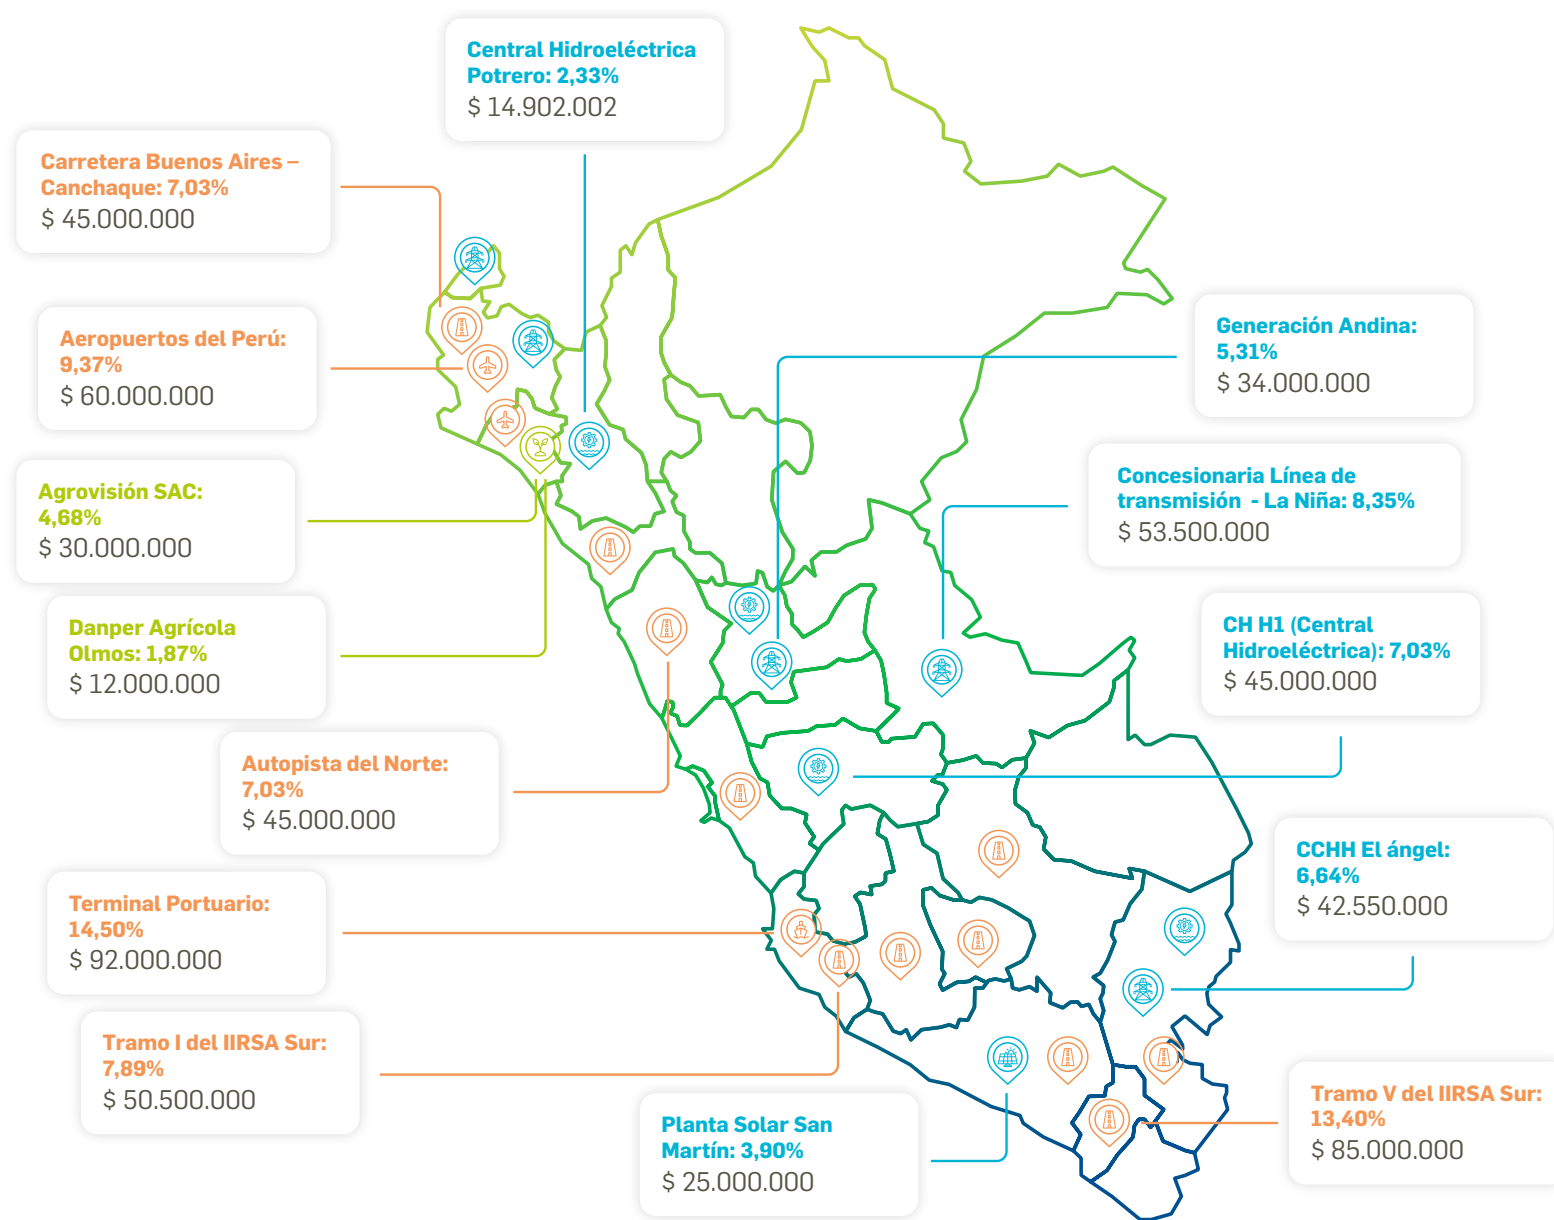 Central Hidroeléctrica
Potrero: 2,33%
$ 14.902.002
Carretera Buenos Aires –
Canchaque: 7,03%
$ 45.000.000
Aeropuertos del Perú:
9,37%
$ 60.000.000
Agrovisión SAC:
4,68%
$ 30.000.000
Danper Agrícola
Olmos: 1,87%
$ 12.000.000
Autopista del Norte:
7,03%
$ 45.000.000
Terminal Portuario:
14,50%
$ 92.000.000
Tramo I del IIRSA Sur:
7,89%
$ 50.500.000
Planta Solar San
Martín: 3,90%
$ 25.000.000
Generación Andina:
5,31%
$ 34.000.000
Concesionaria Línea de
transmisión - La Niña: 8,35%
$ 53.500.000
CH H1 (Central
Hidroeléctrica): 7,03%
$ 45.000.000
CCHH El ángel:
6,64%
$ 42.550.000
Tramo V del IIRSA Sur:
13,40%
$ 85.000.000